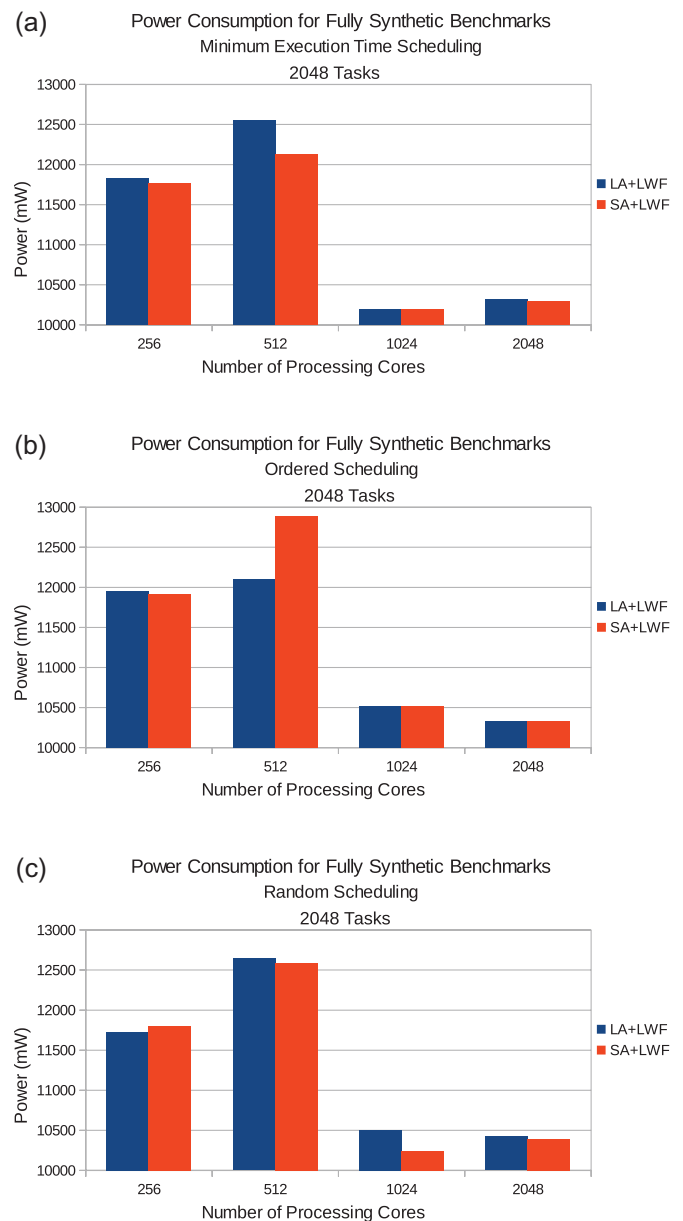 (a)
Power Consumption for Fully Synthetic Benchmarks
Minimum Execution Time Scheduling
2048 Tasks
13000
12500
12000
11500
11000
10500
10000
Power (mW)
256 512 1024 2048
Number of Processing Cores
LA+LWF
SA+LWF
(b)
Power Consumption for Fully Synthetic Benchmarks
Ordered Scheduling
2048 Tasks
13000
12500
12000
11500
11000
10500
10000
Power (mW)
256 512 1024 2048
Number of Processing Cores
LA+LWF
SA+LWF
(c)
Power Consumption for Fully Synthetic Benchmarks
Random Scheduling
2048 Tasks
13000
12500
12000
11500
11000
10500
10000
Power (mW)
256 512 1024 2048
Number of Processing Cores
LA+LWF
SA+LWF